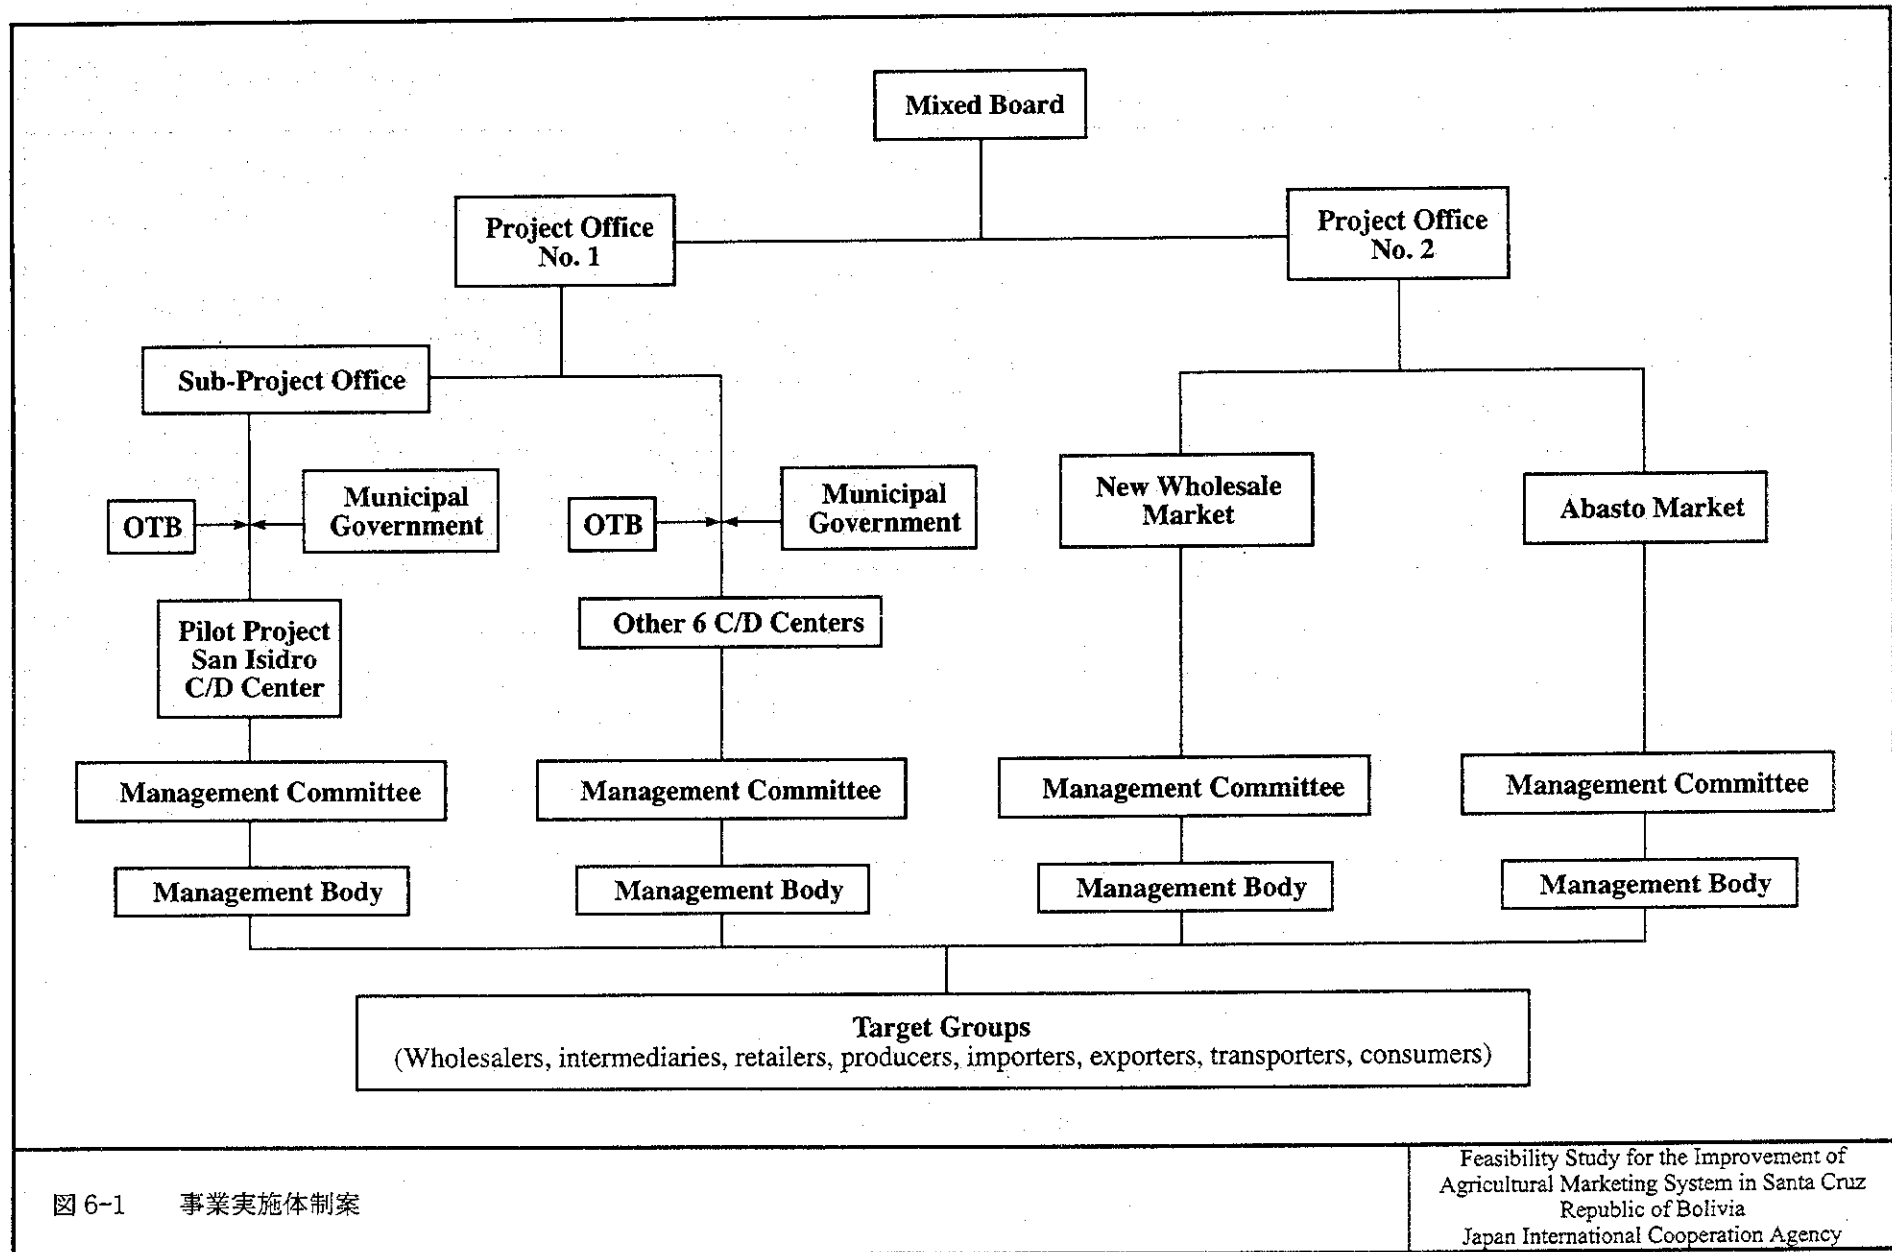 Mixed Board
Project Office
No. 1
Project Office
No. 2
Sub-Project Office
OTB
Municipal
Government
OTB
Municipal
Government
New Wholesale
Market
Abasto Market
Pilot Project
San Isidro
C/D Center
Other 6 C/D Centers
Management Committee
Management Committee
Management Committee
Management Committee
Management Body
Management Body
Management Body
Management Body
Target Groups
(Wholesalers, intermediaries, retailers, producers, importers, exporters, transporters, consumers)
図 6-1 事業実施体制案
Feasibility Study for the Improvement of
Agricultural Marketing System in Santa Cruz
Republic of Bolivia
Japan International Cooperation Agency